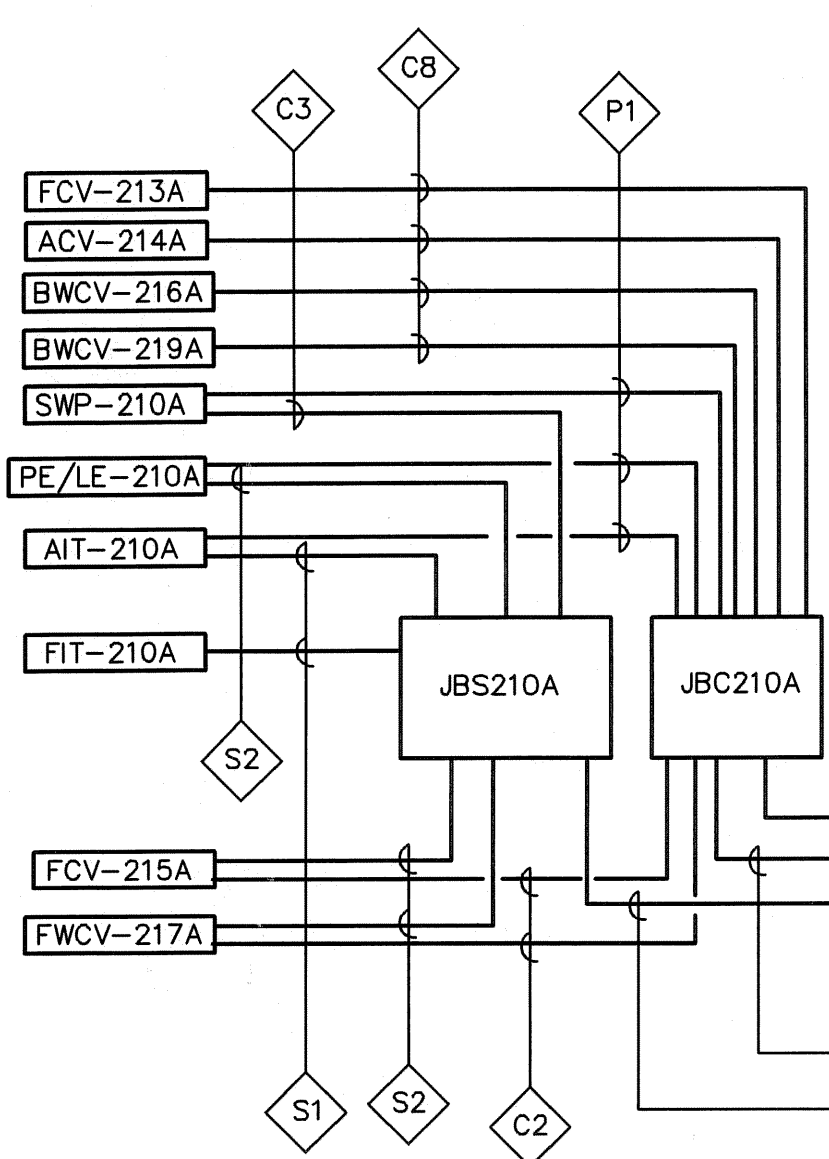 C8
C3
P1
FCV-213A
ACV-214A
BWCV-216A
BWCV-219A
SWP-210A
PE/LE-210A
AIT-210A
FIT-210A
JBS210A
JBC210A
S2
FCV-215A
FWCV-217A
S1
S2
C2